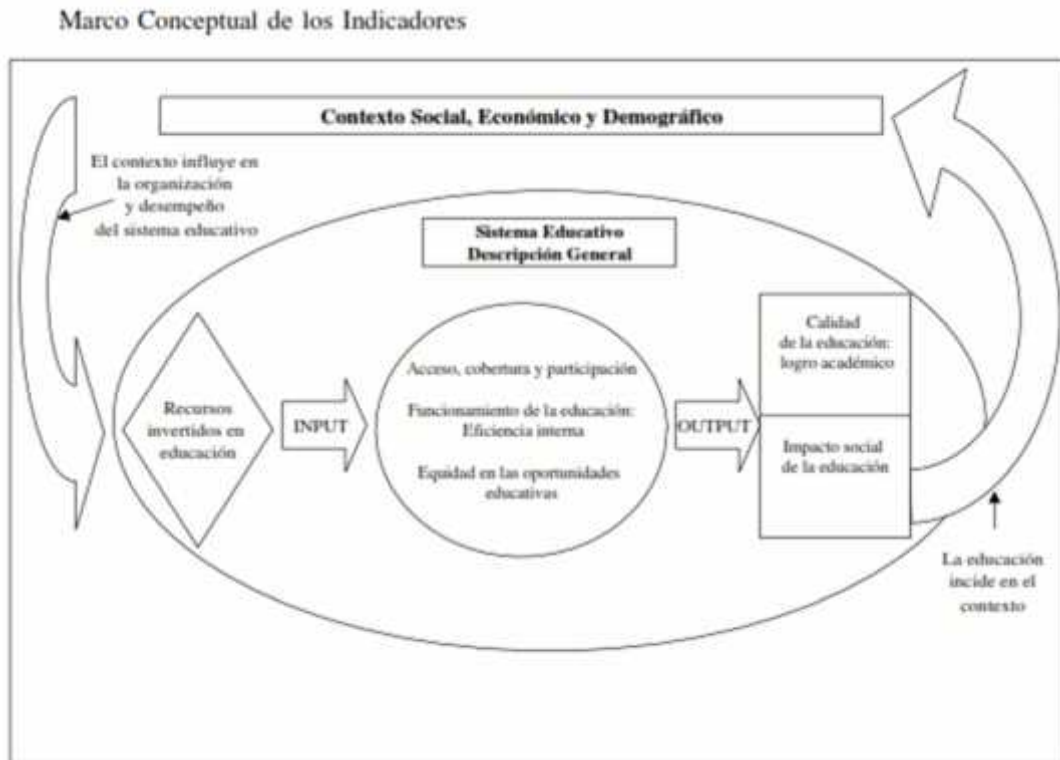 Marco Conceptual de los Indicadores
Contexto Social, Económico y Demográfico
El contexto influye en
la organización
y desempeño
del sistema educativo
Sistema Educativo
Descripción General
Recursos
invertidos en
educación
INPUT
Acceso, cobertura y participación
Funcionamiento de la educación:
Eficiencia interna
Equidad en las oportunidades
educativas
OUTPUT
Calidad
de la educación:
logro académico
Impacto social
de la educación
La educación
incide en el
contexto